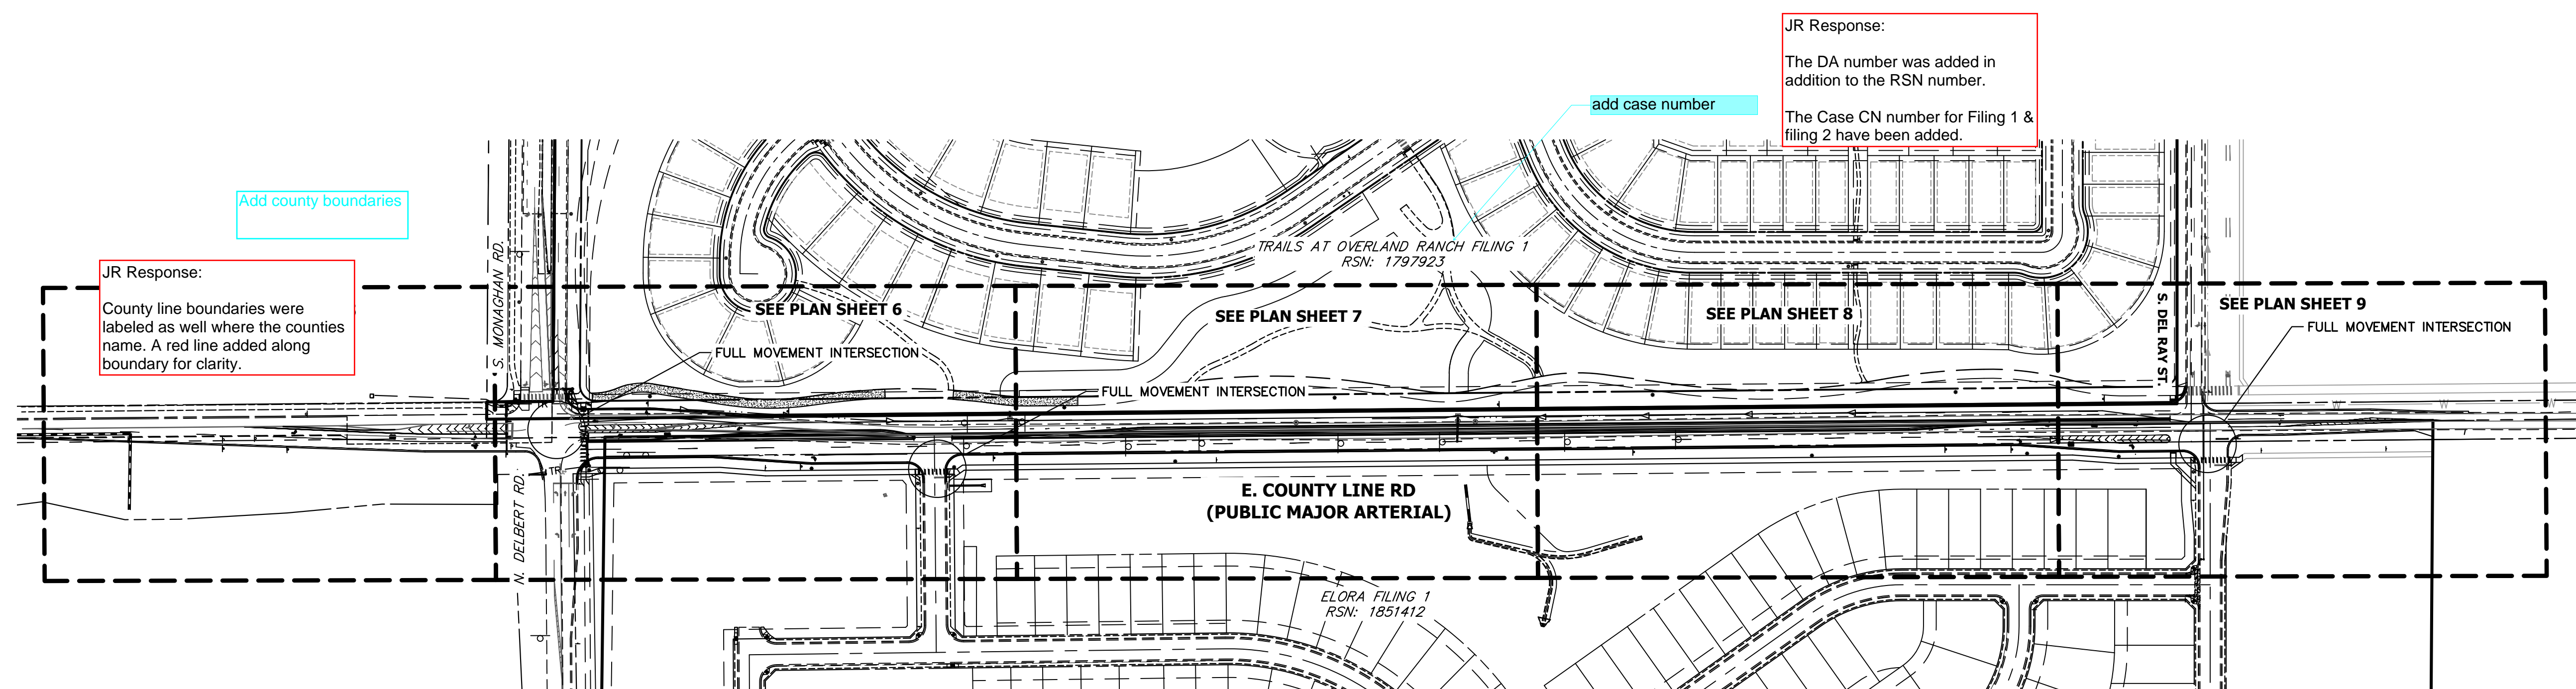 JR Response:
The DA number was added in
addition to the RSN number.
The Case CN number for Filing 1 &
filing 2 have been added.
add case number
Add county boundaries
JR Response:
County line boundaries were
labeled as well where the counties
name. A red line added along
boundary for clarity.
S. MONAGHAN RD.
TRAILS AT OVERLAND RANCH FILING 1
RSN: 1797923
SEE PLAN SHEET 6
SEE PLAN SHEET 7
SEE PLAN SHEET 8
SEE PLAN SHEET 9
S. DEL RAY ST.
FULL MOVEMENT INTERSECTION
FULL MOVEMENT INTERSECTION
FULL MOVEMENT INTERSECTION
W
W
W
TR
N. DELBERT RD.
E. COUNTY LINE RD
(PUBLIC MAJOR ARTERIAL)
ELORA FILING 1
RSN: 1851412